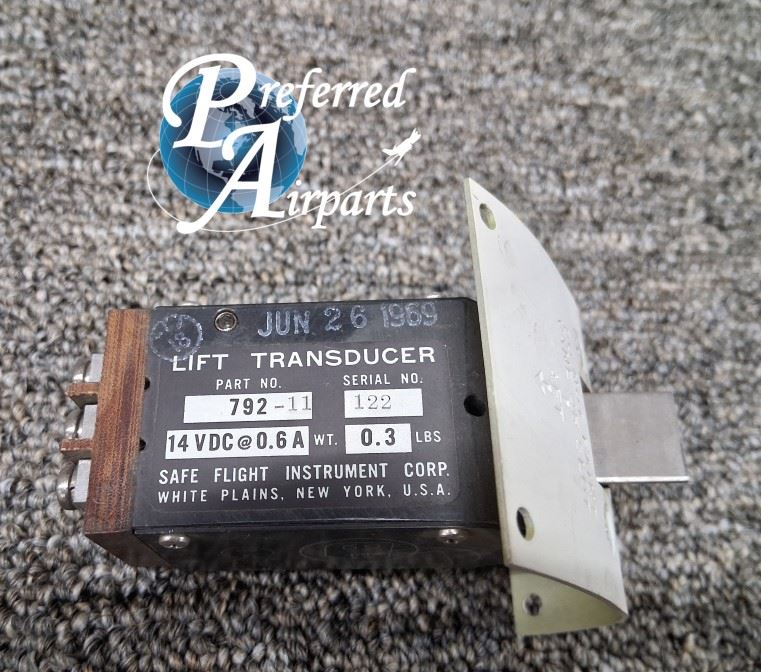 Preferred
Airparts
JUN 26 1969
LIFT TRANSDUCER
PART NO. SERIAL NO.
792-11 122
14 VDC @ 0.6 A WT. 0.3 LBS
SAFE FLIGHT INSTRUMENT CORP.
WHITE PLAINS, NEW YORK, U.S.A.